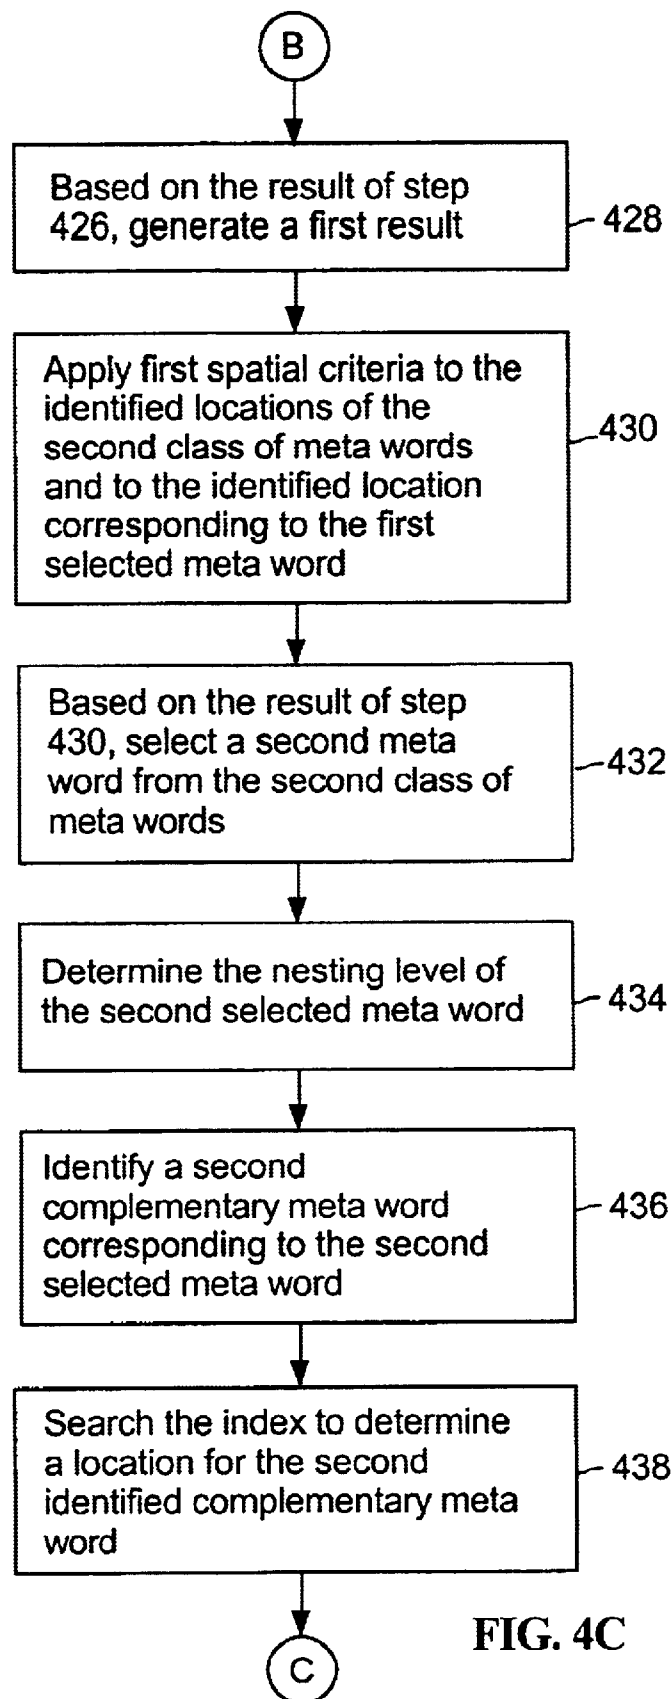 B
Based on the result of step
426, generate a first result
428
Apply first spatial criteria to the
identified locations of the
second class of meta words
and to the identified location
corresponding to the first
selected meta word
430
Based on the result of step
430, select a second meta
word from the second class of
meta words
432
Determine the nesting level of
the second selected meta word
434
Identify a second
complementary meta word
corresponding to the second
selected meta word
436
Search the index to determine
a location for the second
identified complementary meta
word
438
C
FIG. 4C